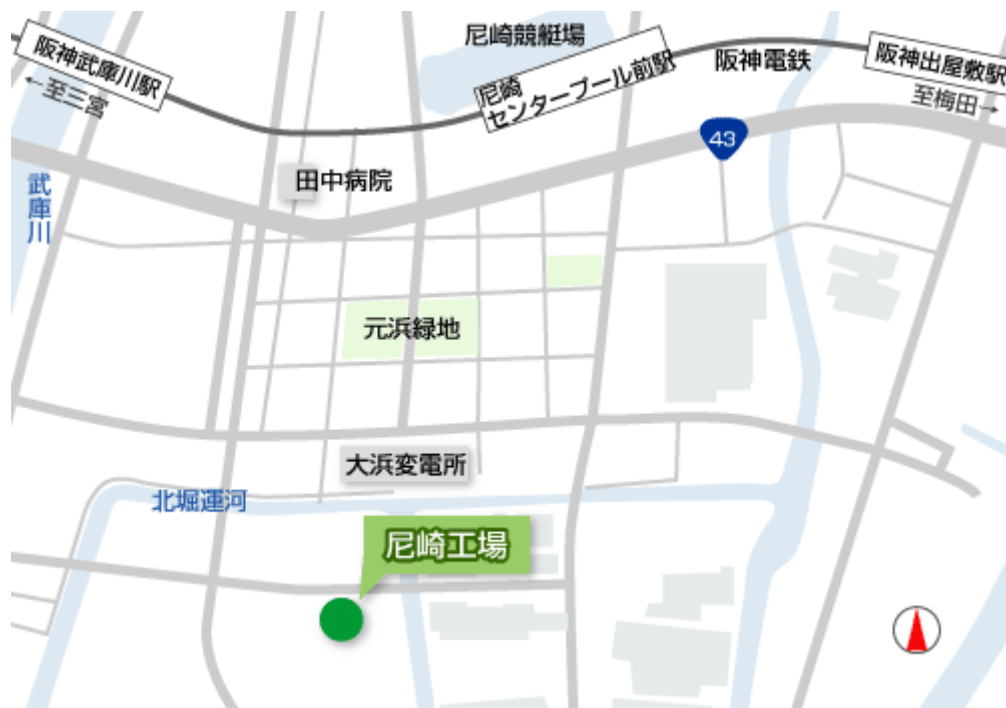 尼崎競艇場
阪神武庫川駅
←至三宮
尼崎
センタープール前駅
阪神電鉄
阪神出屋敷駅
至梅田→
43
田中病院
武庫川
元浜緑地
大浜変電所
北堀運河
尼崎工場